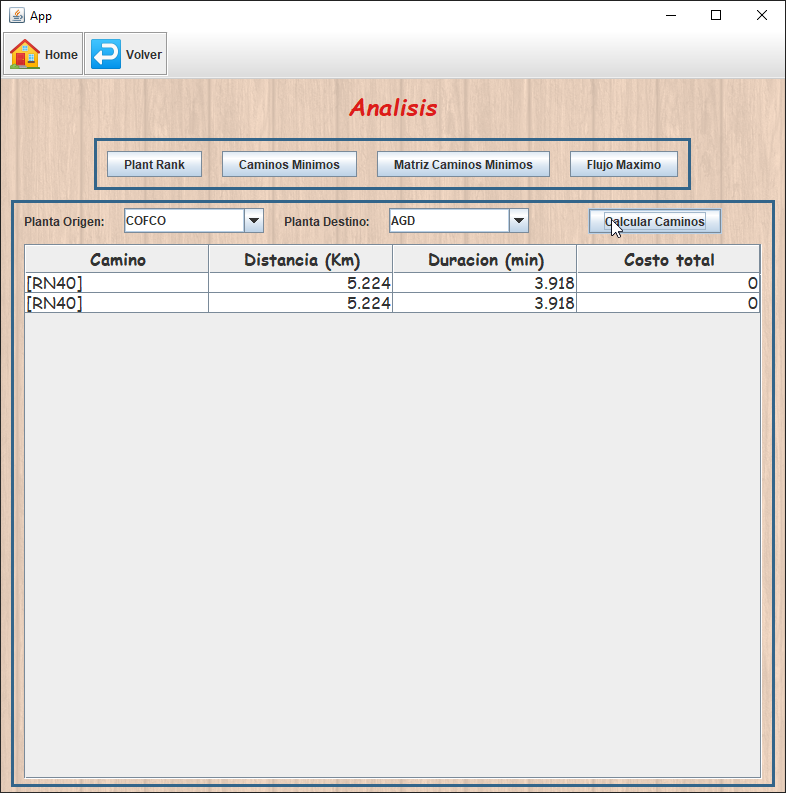 App
Home Volver
Analisis
Plant Rank Caminos Minimos Matriz Caminos Minimos Flujo Maximo
Planta Origen: COFCO Planta Destino: AGD Calcular Caminos
Camino Distancia (Km) Duracion (min) Costo total
[RN40] 5.224 3.918 0
[RN40] 5.224 3.918 0